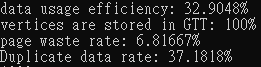 data usage efficiency: 32.9048%
vertices are stored in GTT: 100%
page waste rate: 6.81667%
Duplicate data rate: 37.1818%